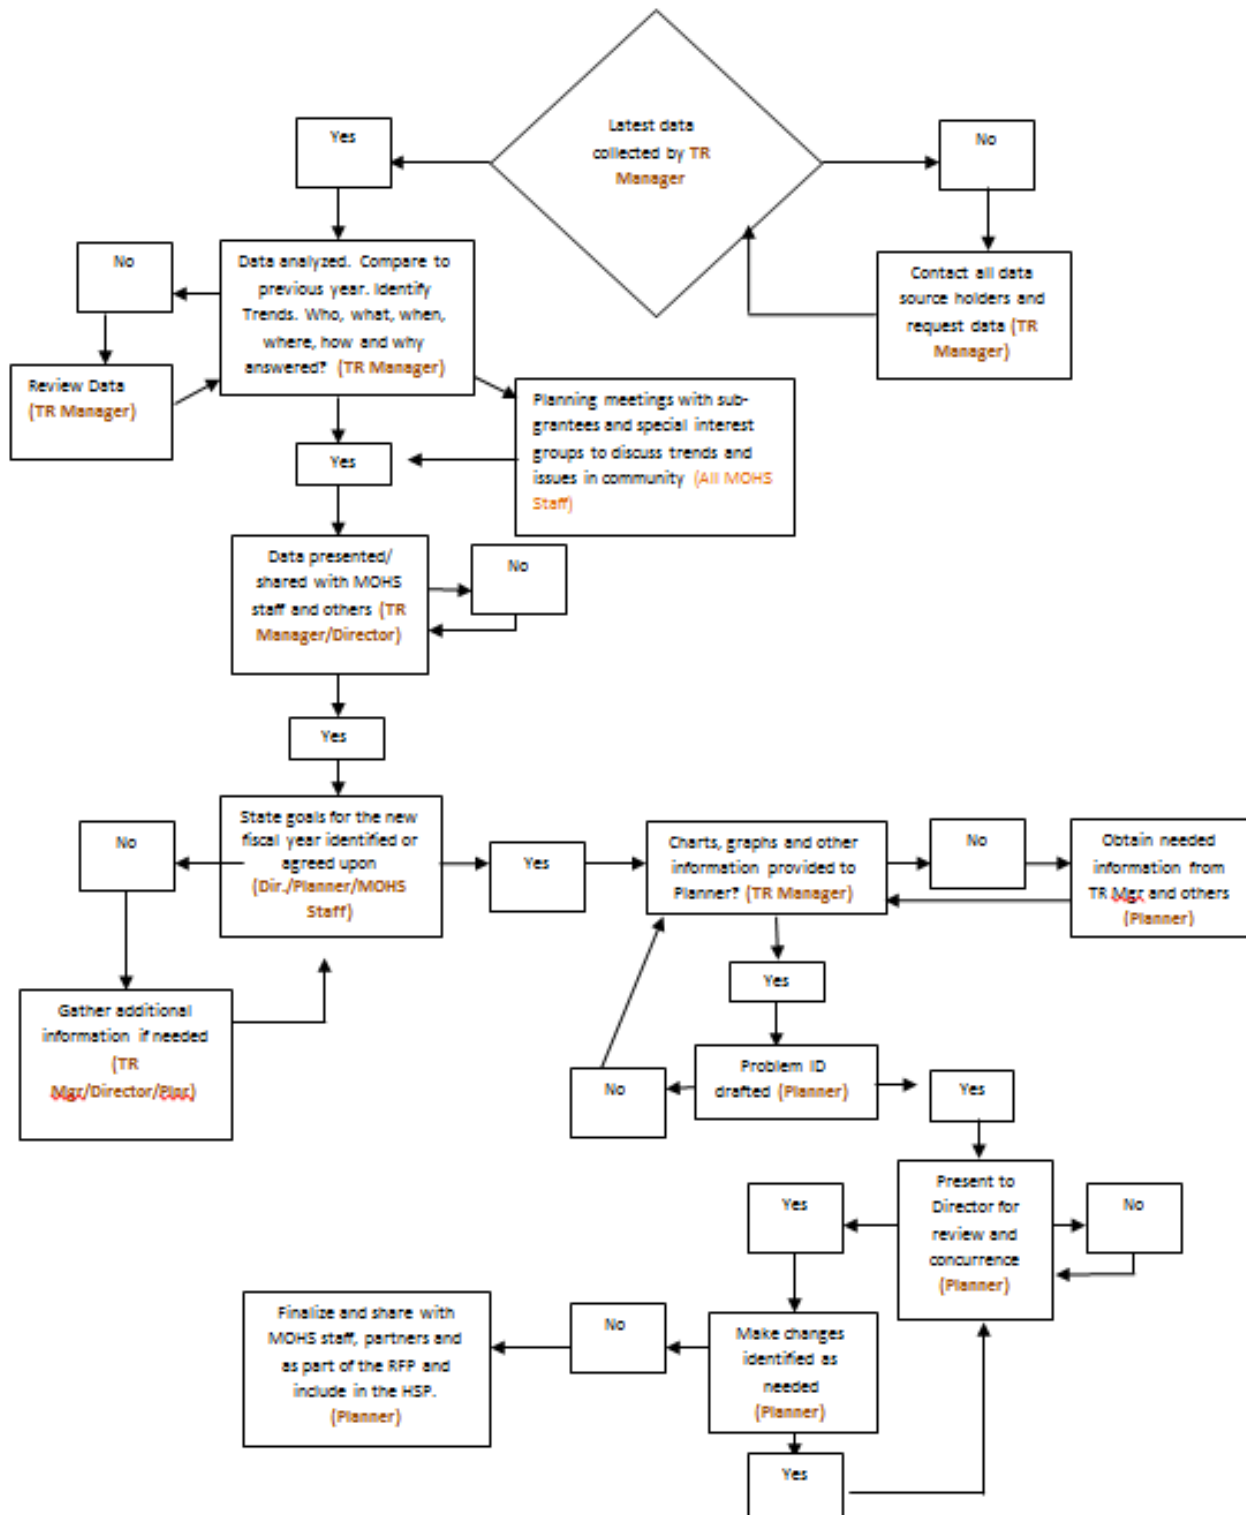 Latest data
collected by TR
Manager
Yes
No
Data analyzed. Compare to
previous year. Identify
Trends. Who, what, when,
where, how and why
answered? (TR Manager)
No
Contact all data
source holders and
request data (TR
Manager)
Review Data
(TR Manager)
Planning meetings with sub-
grantees and special interest
groups to discuss trends and
issues in community (All MOHS
Staff)
Yes
Data presented/
shared with MOHS
staff and others (TR
Manager/Director)
No
Yes
State goals for the new
fiscal year identified or
agreed upon
(Dir./Planner/MOHS
Staff)
No
Yes
Charts, graphs and other
information provided to
Planner? (TR Manager)
No
Obtain needed
information from
TR Mgr and others
(Planner)
Gather additional
information if needed
(TR
Mgr/Director/Plnr)
Yes
Problem ID
drafted (Planner)
No
Yes
Present to
Director for
review and
concurrence
(Planner)
Yes
No
Make changes
identified as
needed
(Planner)
No
Finalize and share with
MOHS staff, partners and
as part of the RFP and
include in the HSP.
(Planner)
Yes